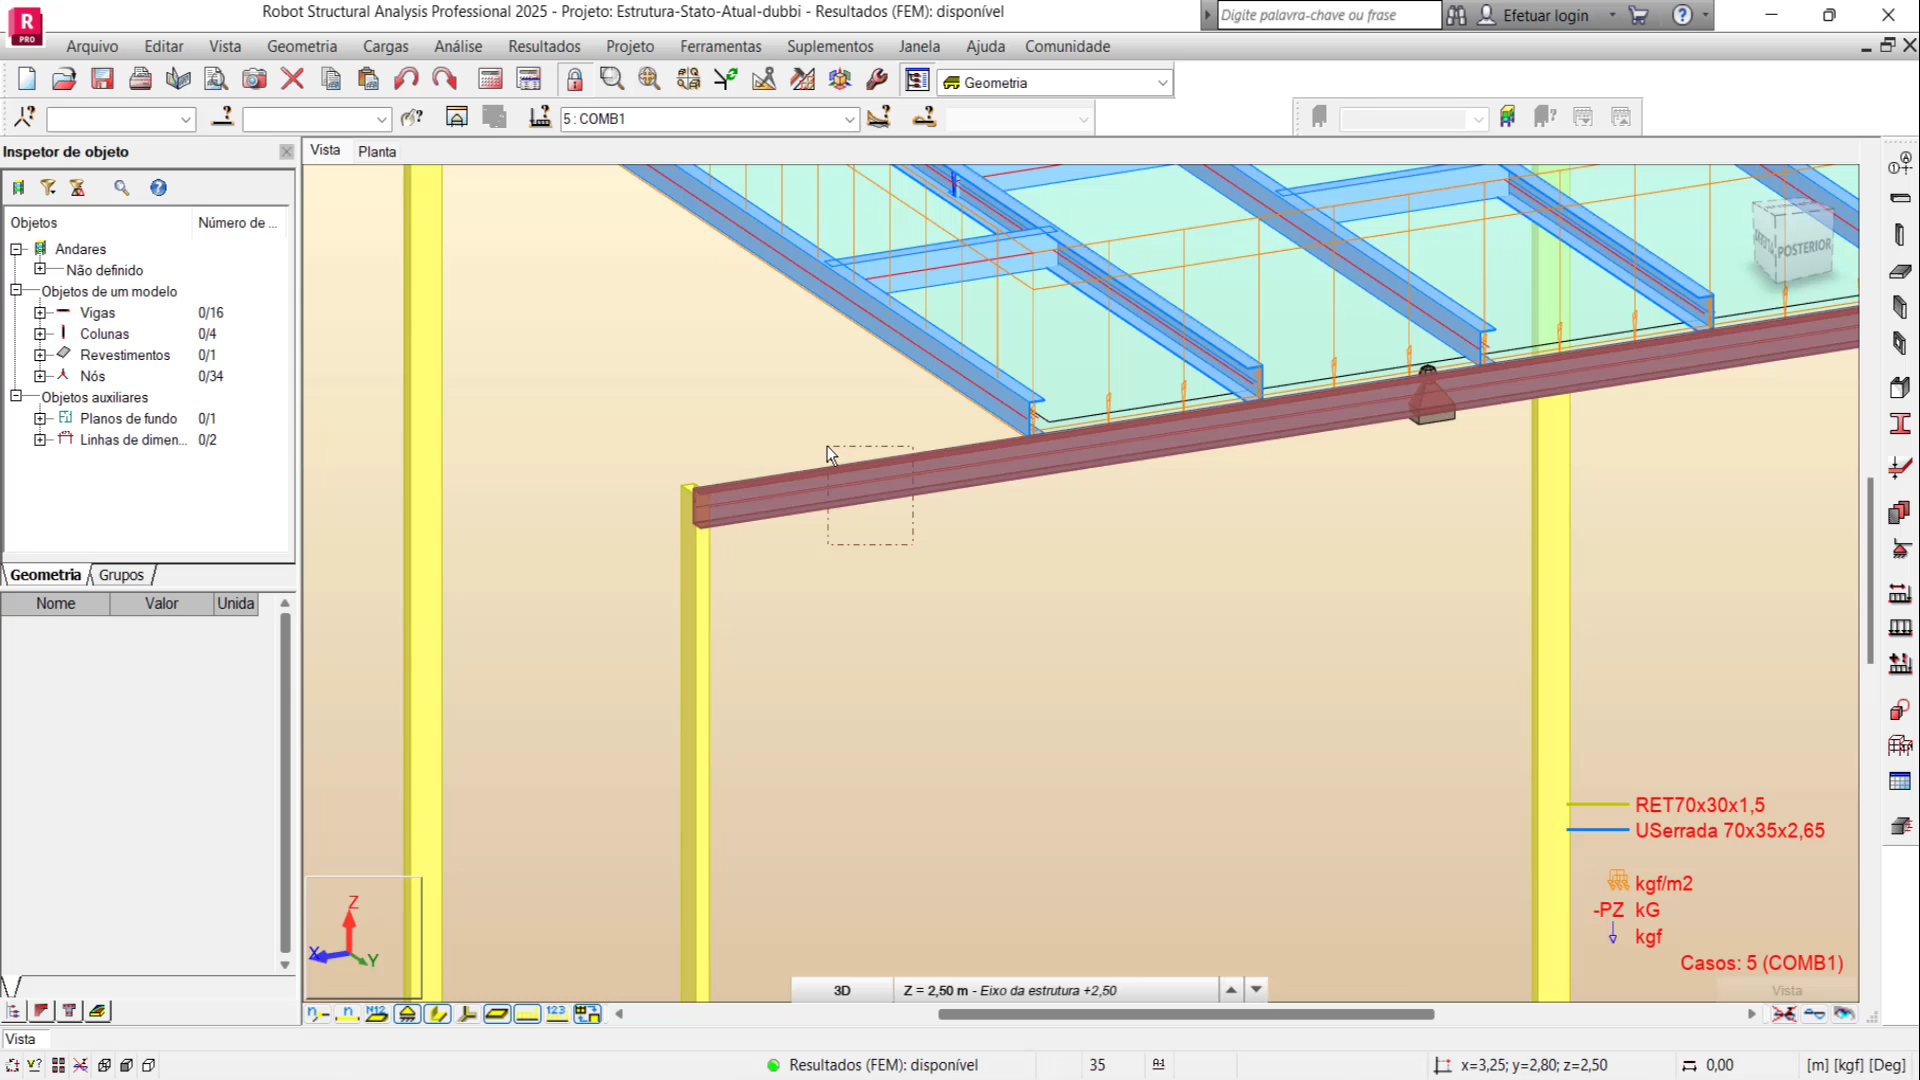 R
PRO
Robot Structural Analysis Professional 2025 - Projeto: Estrutura-Stato-Atual-dubbi - Resultados (FEM): disponível
Digite palavra-chave ou frase
Efetuar login
Arquivo Editar Vista Geometria Cargas Análise Resultados Projeto Ferramentas Suplementos Janela Ajuda Comunidade
Geometria
5 : COMB1
Inspetor de objeto
Vista Planta
Objetos Número de ...
Andares
Não definido
Objetos de um modelo
Vigas 0/16
Colunas 0/4
Revestimentos 0/1
Nós 0/34
Objetos auxiliares
Planos de fundo 0/1
Linhas de dimen... 0/2
Geometria Grupos
Nome Valor Unida
POSTERIOR
RET70x30x1,5
USerrada 70x35x2,65
kgf/m2
-PZ kG
kgf
Casos: 5 (COMB1)
Vista
Z
X
Y
3D Z = 2,50 m - Eixo da estrutura +2,50
Vista
Resultados (FEM): disponível
35
x=3,25; y=2,80; z=2,50
0,00
[m] [kgf] [Deg]